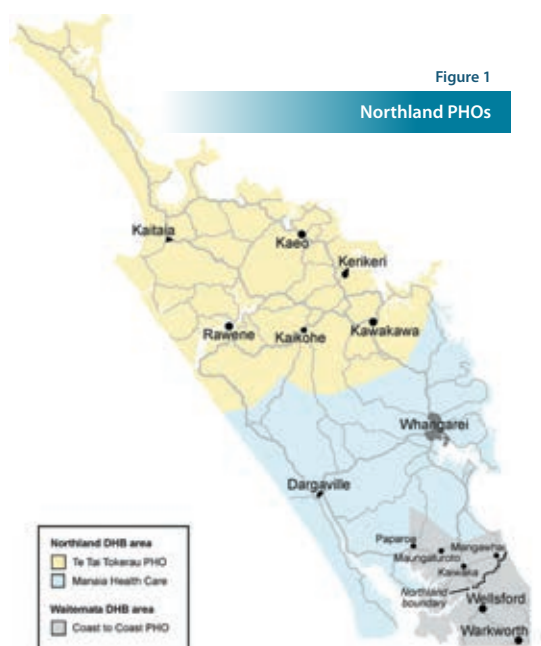 Figure 1
Northland PHOs
Kaitaia
Kaeo
Kerikeri
Rawene
Kaikohe
Kawakawa
Whangarei
Dargaville
Paparoa
Maungaturoto
Mangawhai
Kaiwaka
Northland
boundary
Wellsford
Warkworth
Northland DHB area
Te Tai Tokerau PHO
Manaia Health Care
Waitemata DHB area
Coast to Coast PHO